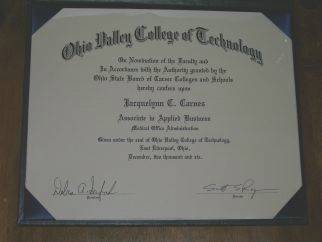 Ohio Valley College of Technology
On Nomination of the Faculty and
In Accordance with the Authority granted by the
Ohio State Board of Career Colleges and Schools
hereby confers upon
Jacquelynn C. Carnes
Associate in Applied Business
Medical Office Administration
Given under the seal of Ohio Valley College of Technology,
East Liverpool, Ohio,
December, two thousand and six.